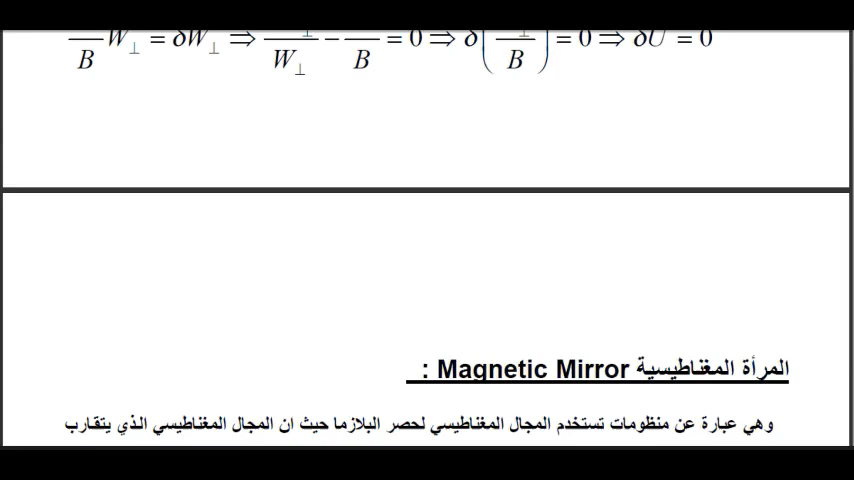 B W⊥ = δW⊥ ⇒ W⊥ − B = 0 ⇒ δ( ⊥ / B ) = 0 ⇒ δU = 0
المرأة المغناطيسية Magnetic Mirror :
وهي عبارة عن منظومات تستخدم المجال المغناطيسي لحصر البلازما حيث ان المجال المغناطيسي الذي يتقارب